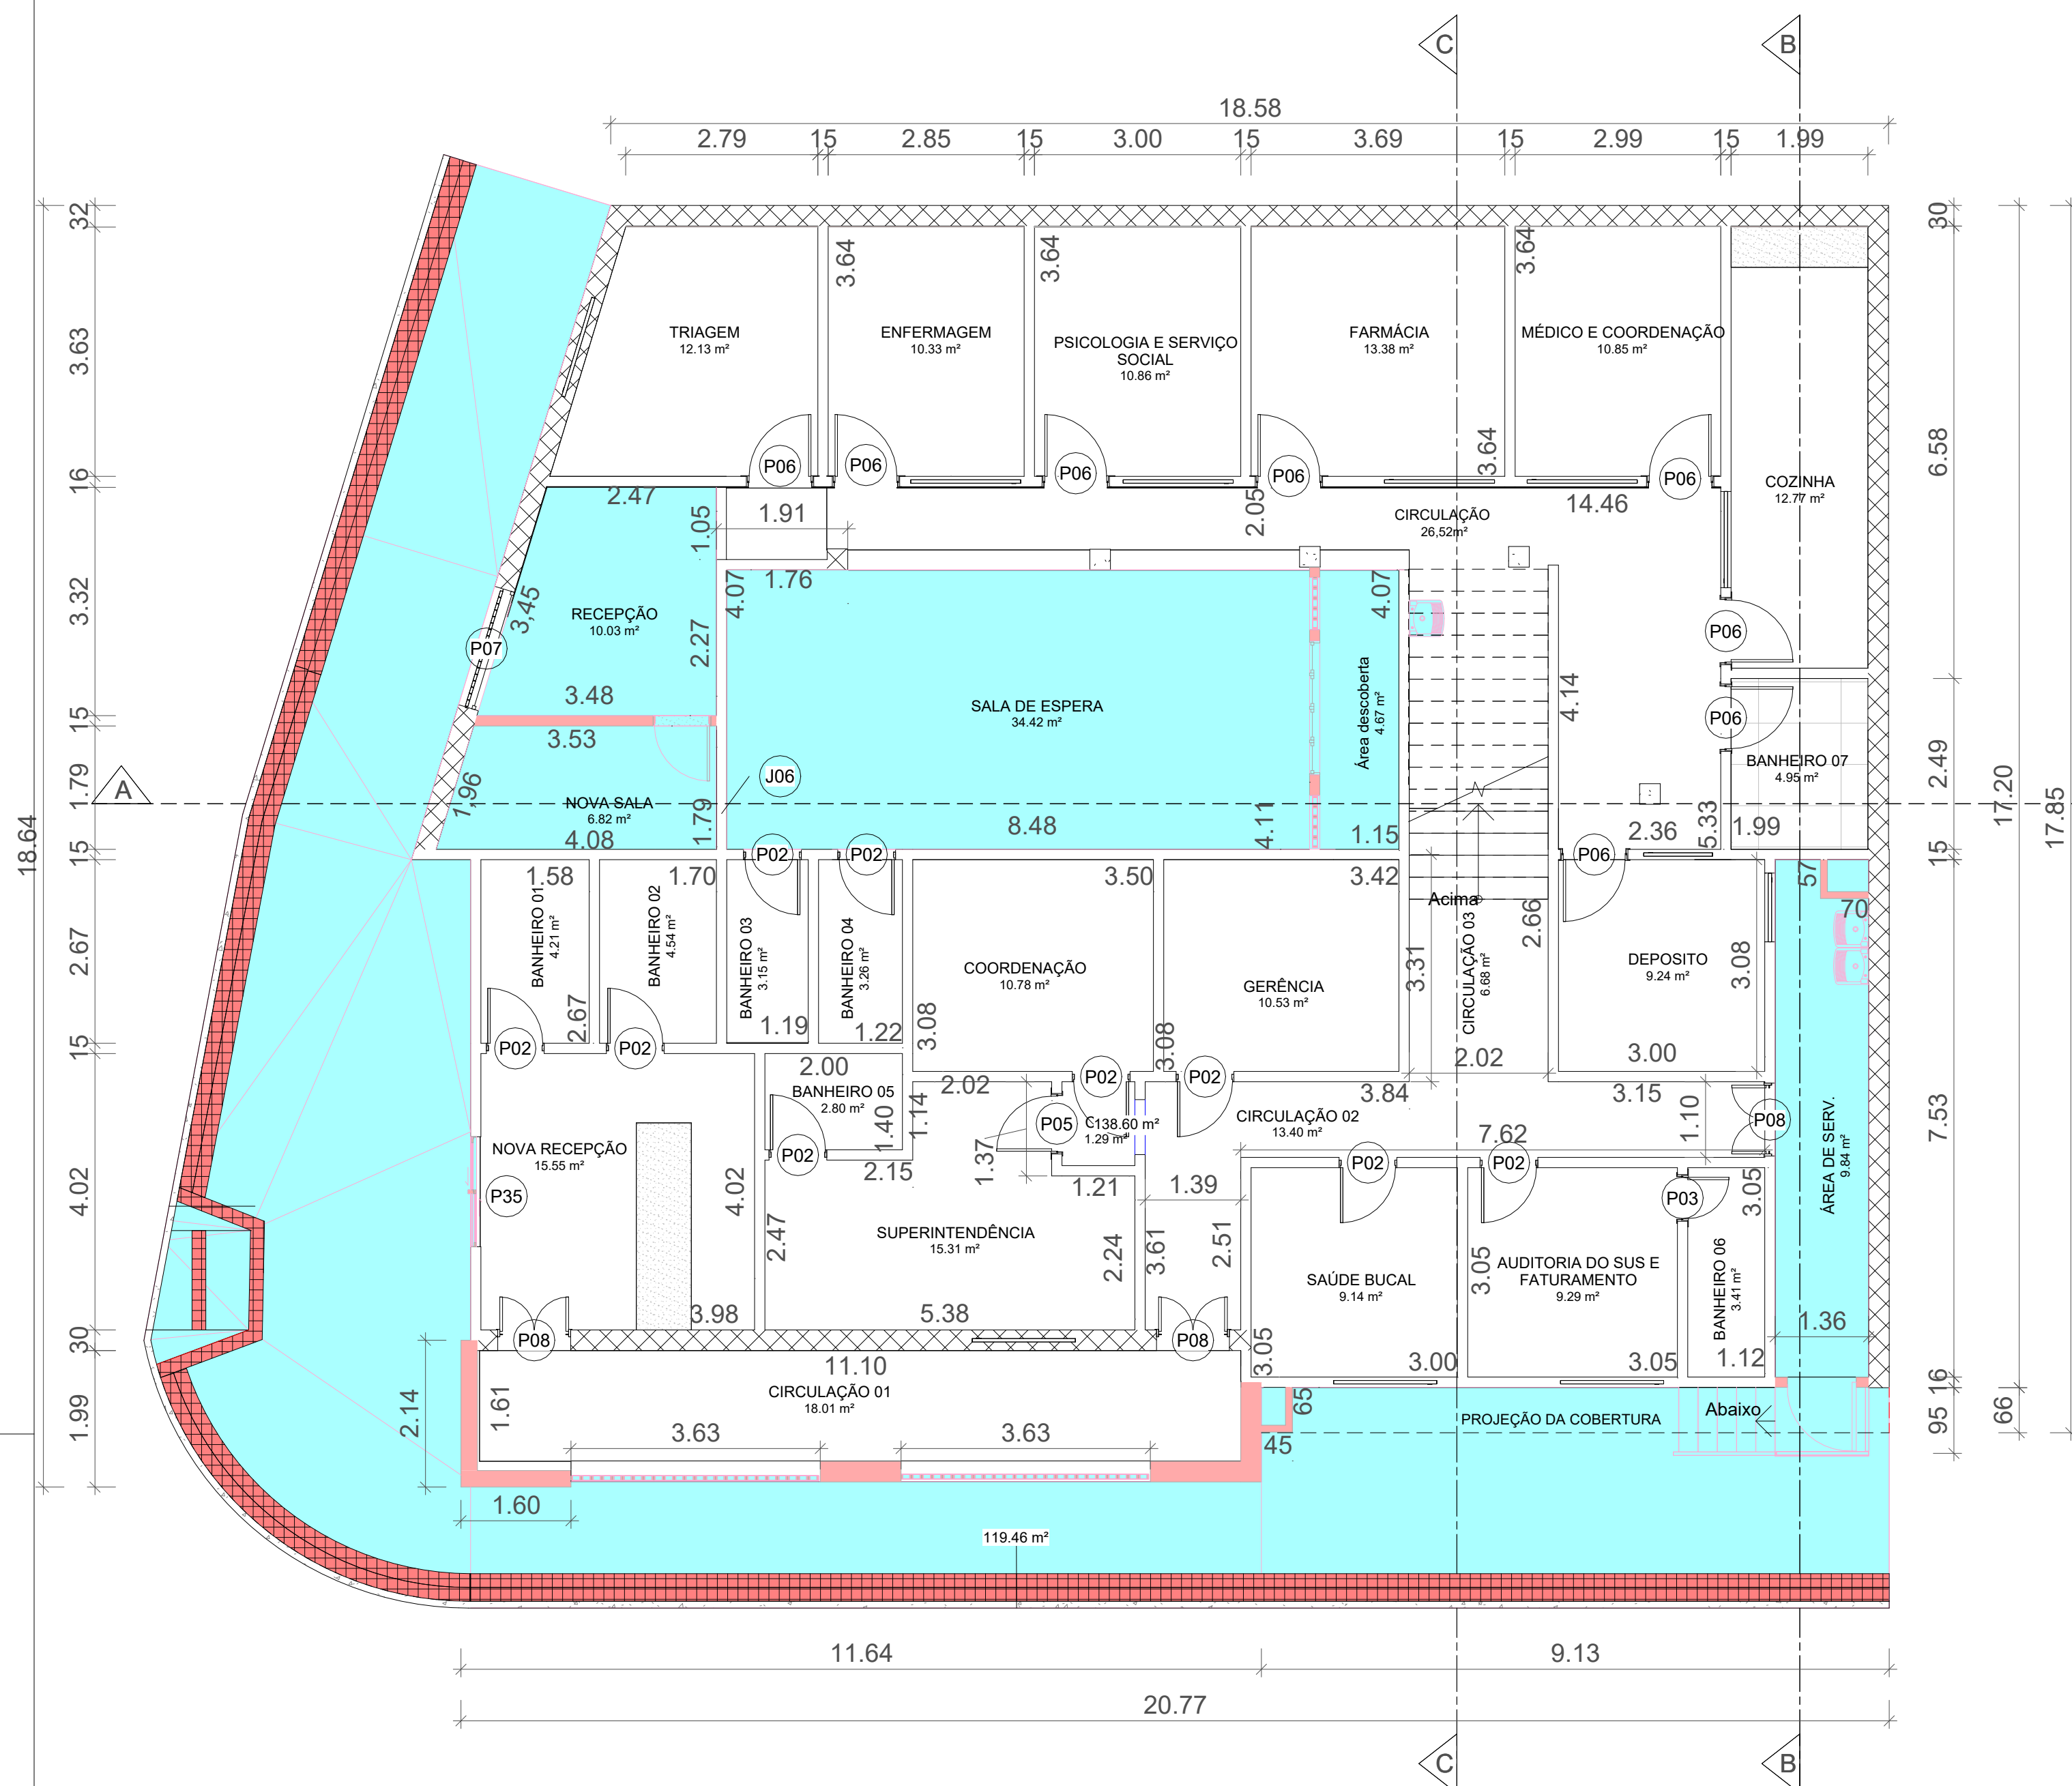 C
B
18.58
2.79
15
2.85
15
3.00
15
3.69
15
2.99
15
1.99
32
3.63
16
3.32
15
1.79
15
2.67
15
4.02
30
1.99
18.64
A
30
6.58
2.49
15
7.53
16
95
17.20
66
17.85
3.64
3.64
3.64
3.64
TRIAGEM
12.13 m²
ENFERMAGEM
10.33 m²
PSICOLOGIA E SERVIÇO
SOCIAL
10.86 m²
FARMÁCIA
13.38 m²
MÉDICO E COORDENAÇÃO
10.85 m²
COZINHA
12.77 m²
P06
P06
P06
P06
P06
2.47
1.05
1.91
2.05
14.46
CIRCULAÇÃO
26,52m²
1.76
4.07
4.07
3,45
RECEPÇÃO
10.03 m²
2.27
P07
3.48
3.53
SALA DE ESPERA
34.42 m²
Área descoberta
4.67 m²
4.14
P06
P06
BANHEIRO 07
4.95 m²
J06
1,96
NOVA SALA
6.82 m²
1.79
4.08
8.48
4.11
1.15
2.36
5.33
1.99
P02
P02
P06
1.58
1.70
3.50
3.42
57
70
BANHEIRO 01
4.21 m²
BANHEIRO 02
4.54 m²
BANHEIRO 03
3.15 m²
BANHEIRO 04
3.26 m²
COORDENAÇÃO
10.78 m²
GERÊNCIA
10.53 m²
Acima
CIRCULAÇÃO 03
6.68 m²
2.66
3.31
DEPOSITO
9.24 m²
3.08
2.67
1.19
1.22
3.08
3.08
2.02
3.00
P02
P02
2.00
2.02
P02
P02
3.84
3.15
BANHEIRO 05
2.80 m²
1.40
1.14
P05
C138.60 m²
1.29 m²
CIRCULAÇÃO 02
13.40 m²
7.62
1.10
P08
NOVA RECEPÇÃO
15.55 m²
P02
2.15
1.37
1.21
1.39
P02
P02
P03
3.05
ÁREA DE SERV.
9.84 m²
P35
4.02
2.47
SUPERINTENDÊNCIA
15.31 m²
2.24
3.61
2.51
SAÚDE BUCAL
9.14 m²
3.05
AUDITORIA DO SUS E
FATURAMENTO
9.29 m²
BANHEIRO 06
3.41 m²
3.98
5.38
1.36
P08
P08
3.05
3.00
3.05
1.12
11.10
CIRCULAÇÃO 01
18.01 m²
2.14
1.61
3.63
3.63
65
45
PROJEÇÃO DA COBERTURA
Abaixo
1.60
119.46 m²
11.64
9.13
20.77
C
B
3.64